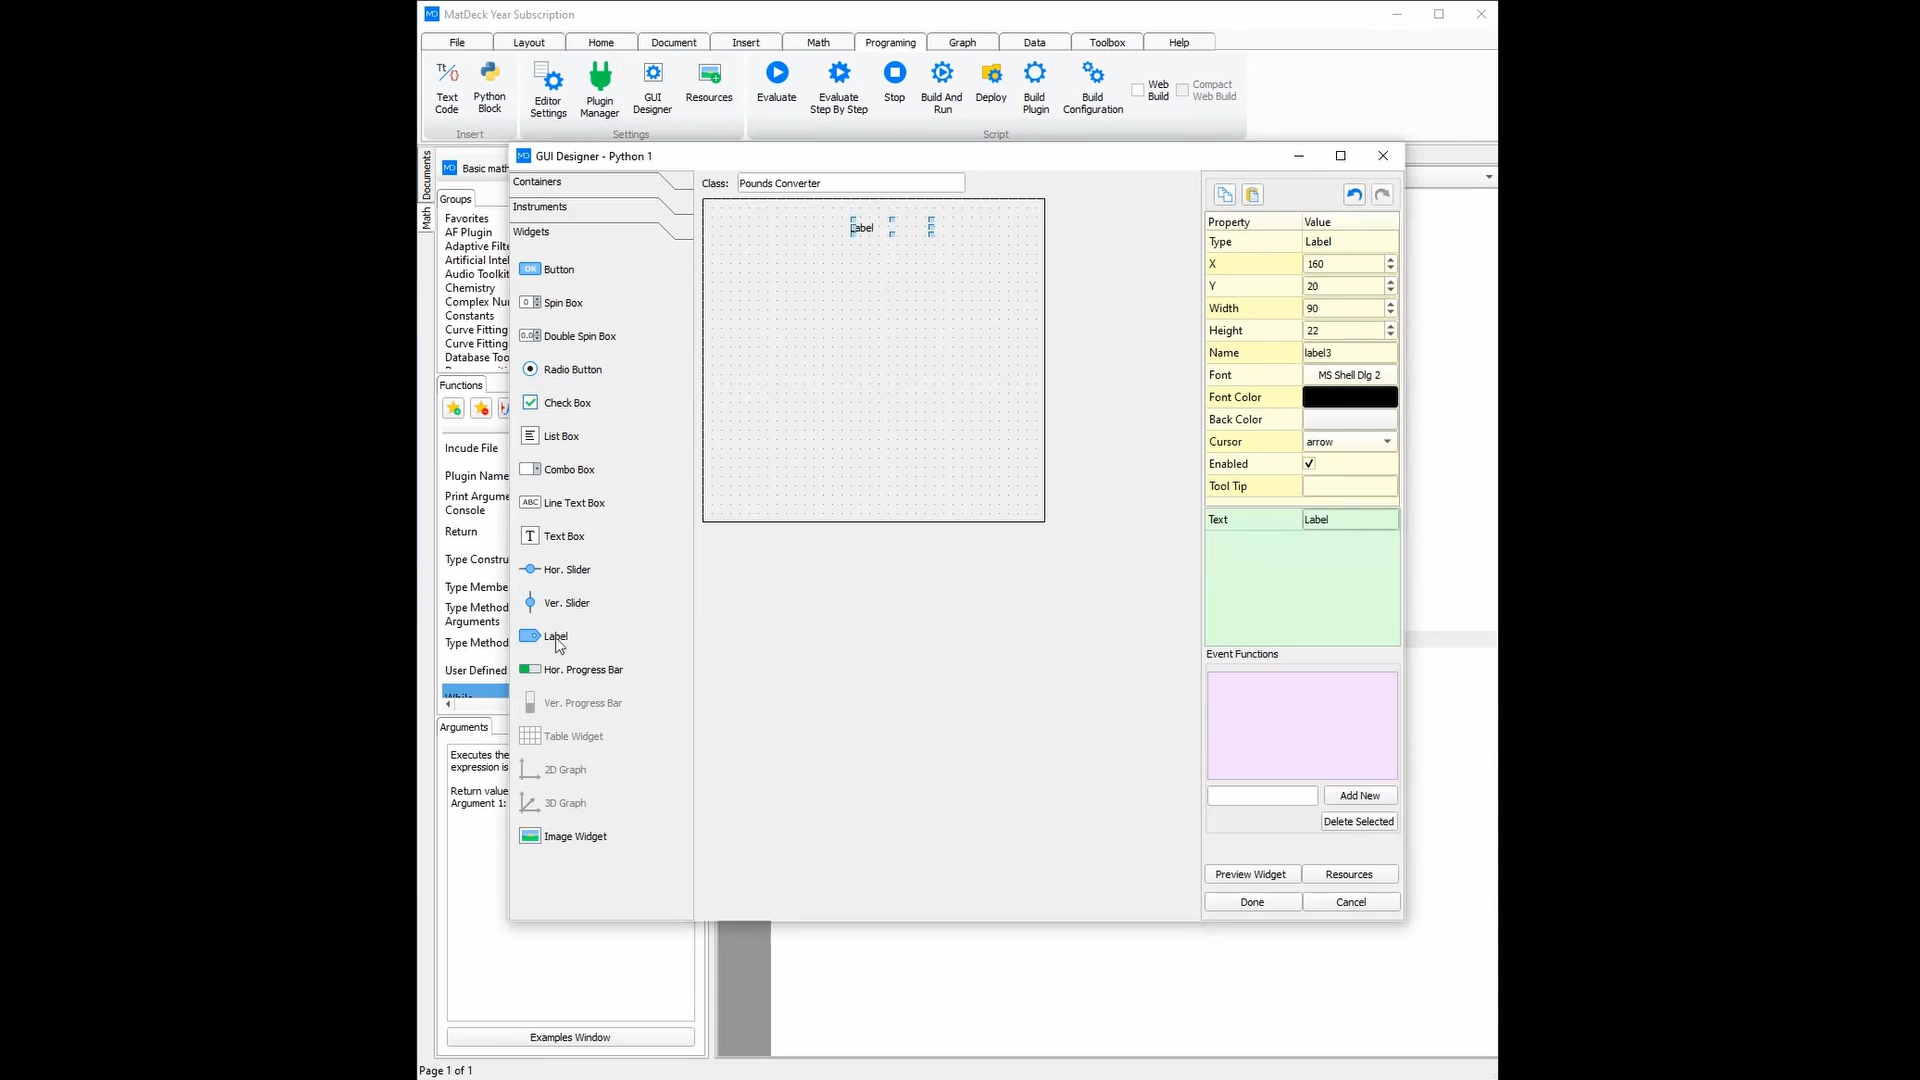 MatDeck Year Subscription
File Layout Home Document Insert Math Programing Graph Data Toolbox Help
Text Code
Python Block
Editor Settings
Plugin Manager
GUI Designer
Resources
Evaluate
Evaluate Step By Step
Stop
Build And Run
Deploy
Build Plugin
Build Configuration
Web Build
Compact Web Build
Insert
Settings
Script
Documents
Math
Basic math
Groups
Favorites
AF Plugin
Adaptive Filte
Artificial Intel
Audio Toolkit
Chemistry
Complex Nu
Constants
Curve Fitting
Curve Fitting
Database Too
Functions
Incude File
Plugin Name
Print Argume
Console
Return
Type Constru
Type Membe
Type Method
Arguments
Type Method
User Defined
While
Arguments
Executes the
expression is
Return value
Argument 1:
Examples Window
Page 1 of 1
GUI Designer - Python 1
Containers
Instruments
Widgets
OK Button
0 Spin Box
0.0 Double Spin Box
Radio Button
Check Box
List Box
Combo Box
ABC Line Text Box
T Text Box
Hor. Slider
Ver. Slider
Label
Hor. Progress Bar
Ver. Progress Bar
Table Widget
2D Graph
3D Graph
Image Widget
Class: Pounds Converter
Label
Property Value
Type Label
X 160
Y 20
Width 90
Height 22
Name label3
Font MS Shell Dlg 2
Font Color
Back Color
Cursor arrow
Enabled
Tool Tip
Text Label
Event Functions
Add New
Delete Selected
Preview Widget Resources
Done Cancel